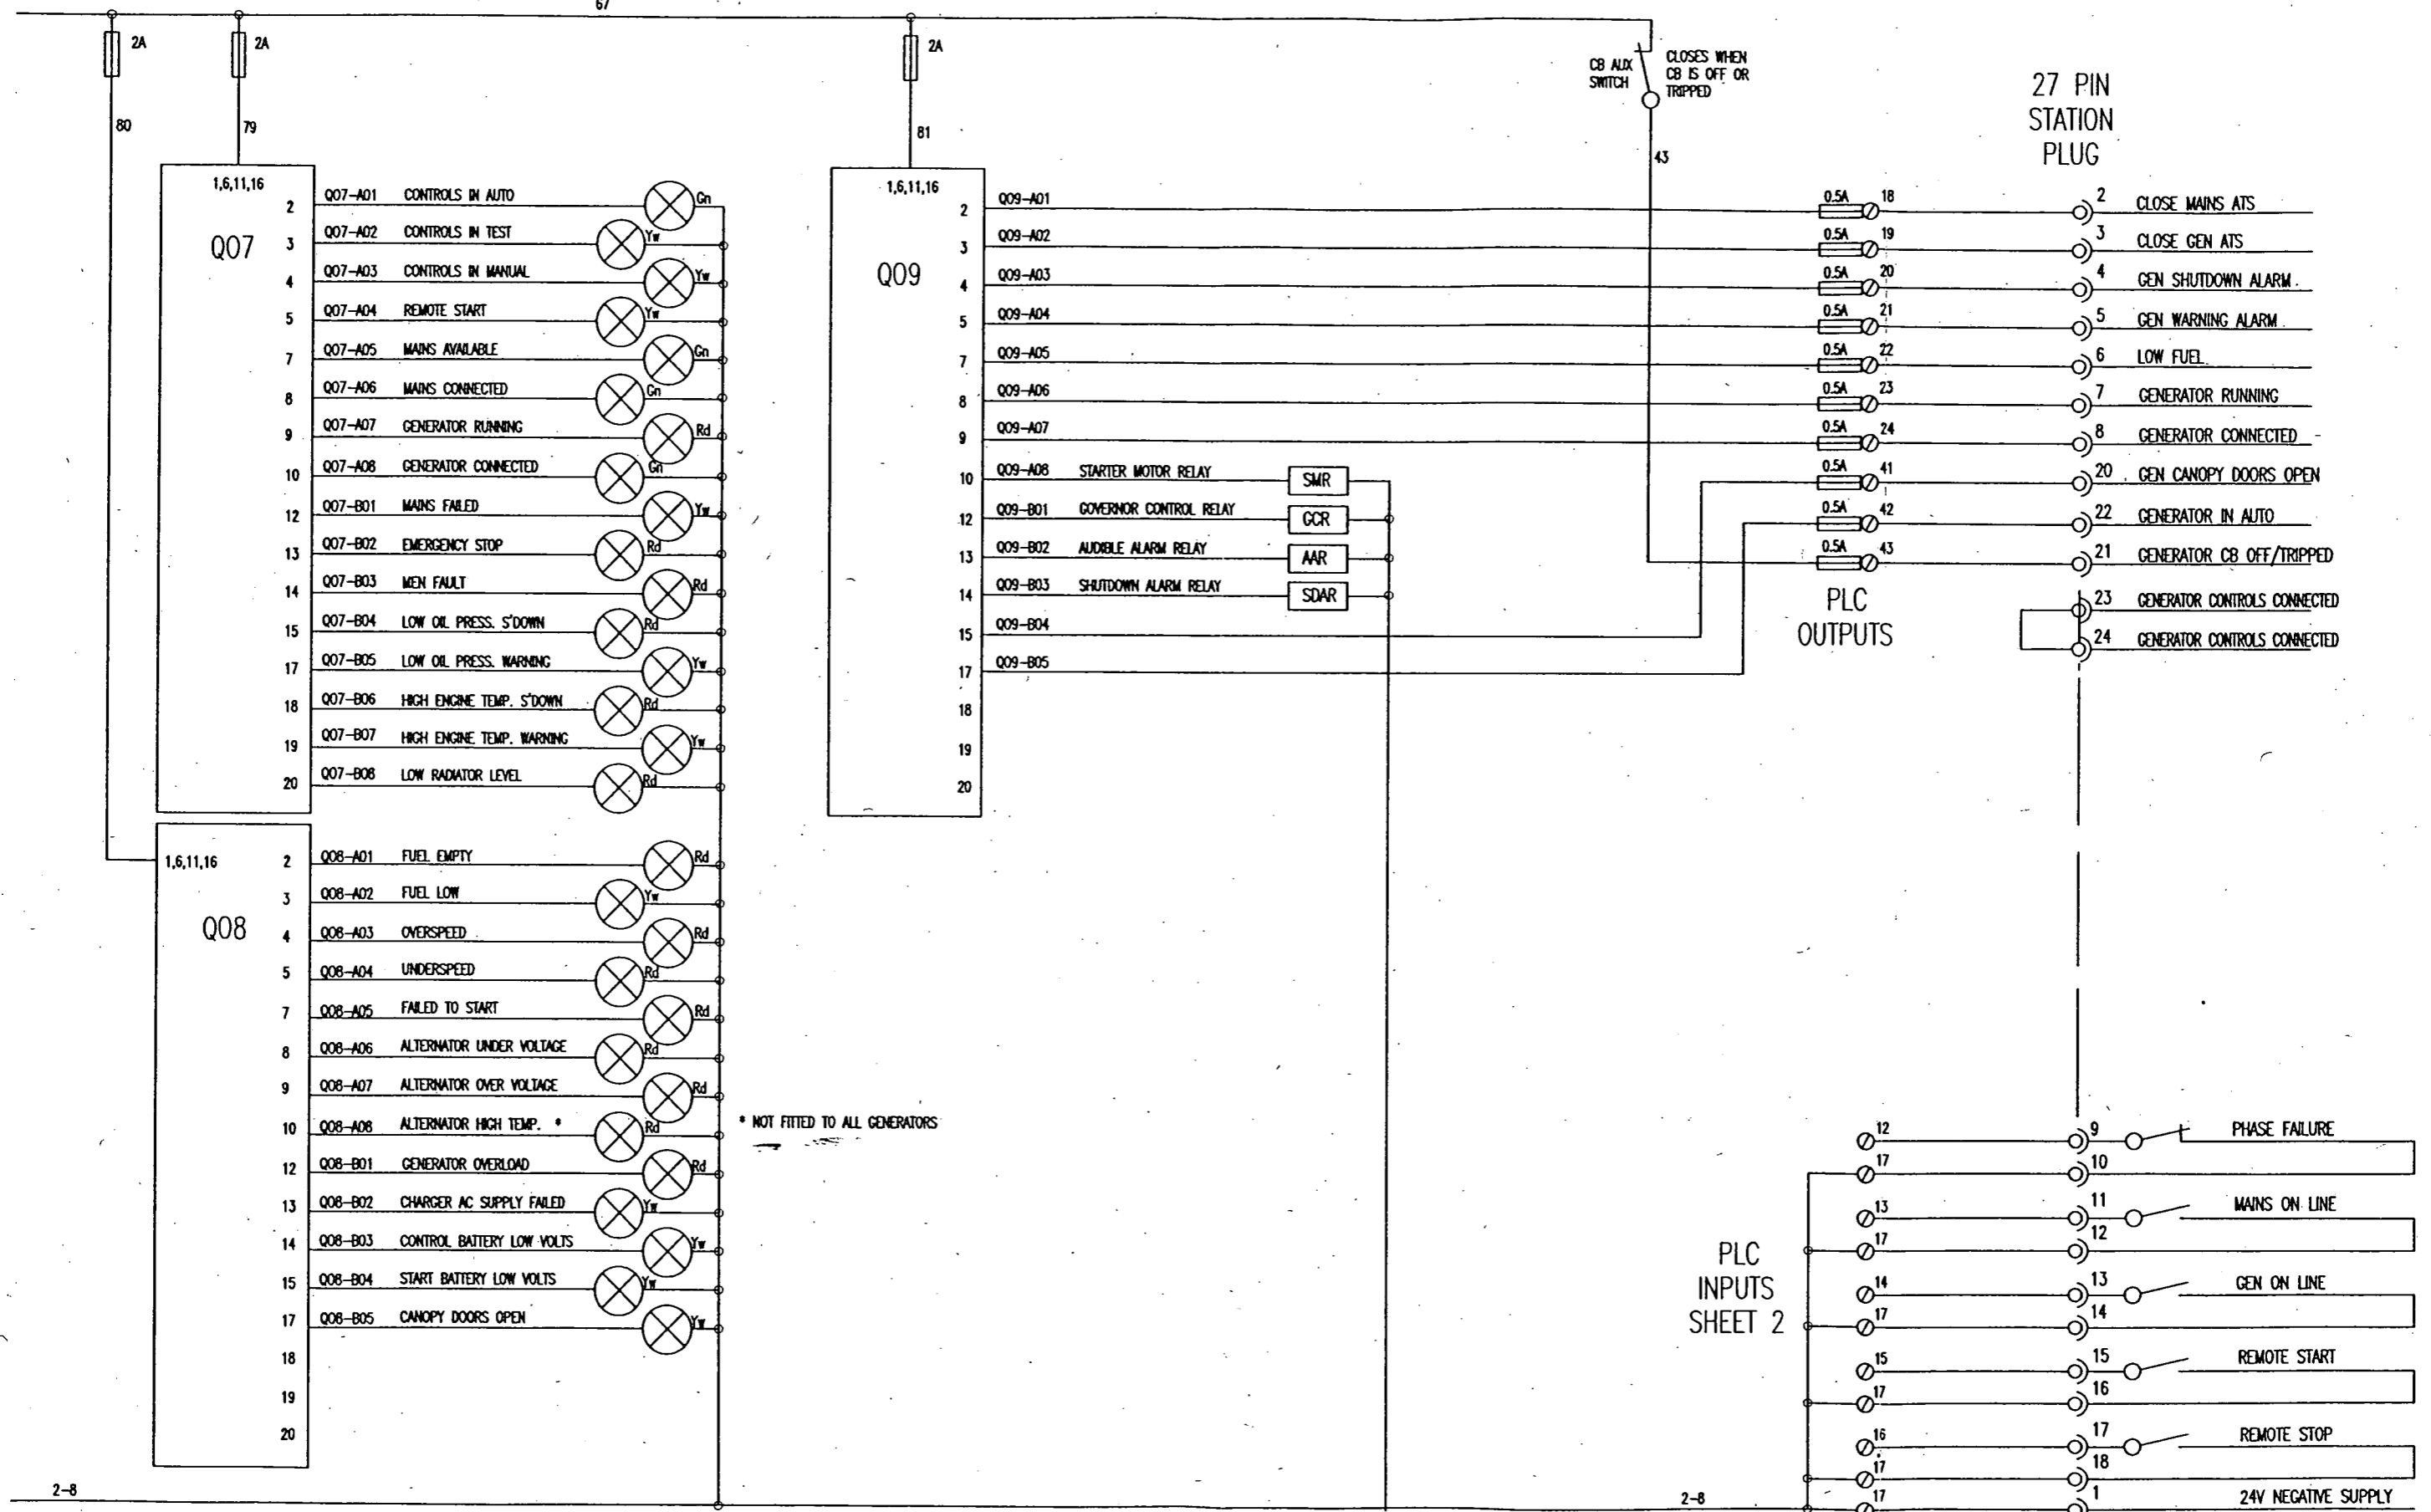 67
2A
2A
2A
80
79
81
CB AUX
SWITCH
CLOSES WHEN
CB IS OFF OR
TRIPPED
43
27 PIN
STATION
PLUG
1,6,11,16
Q07
2 Q07-A01 CONTROLS IN AUTO Gn
3 Q07-A02 CONTROLS IN TEST Yw
4 Q07-A03 CONTROLS IN MANUAL Yw
5 Q07-A04 REMOTE START Yw
7 Q07-A05 MAINS AVAILABLE Gn
8 Q07-A06 MAINS CONNECTED Gn
9 Q07-A07 GENERATOR RUNNING Rd
10 Q07-A08 GENERATOR CONNECTED Gn
12 Q07-B01 MAINS FAILED Yw
13 Q07-B02 EMERGENCY STOP Rd
14 Q07-B03 MEN FAULT Rd
15 Q07-B04 LOW OIL PRESS. S'DOWN Rd
17 Q07-B05 LOW OIL PRESS. WARNING Yw
18 Q07-B06 HIGH ENGINE TEMP. S'DOWN Rd
19 Q07-B07 HIGH ENGINE TEMP. WARNING Yw
20 Q07-B08 LOW RADIATOR LEVEL Rd
1,6,11,16
Q08
2 Q08-A01 FUEL EMPTY Rd
3 Q08-A02 FUEL LOW Yw
4 Q08-A03 OVERSPEED Rd
5 Q08-A04 UNDERSPEED Rd
7 Q08-A05 FAILED TO START Rd
8 Q08-A06 ALTERNATOR UNDER VOLTAGE Rd
9 Q08-A07 ALTERNATOR OVER VOLTAGE Rd
10 Q08-A08 ALTERNATOR HIGH TEMP. * Rd
12 Q08-B01 GENERATOR OVERLOAD Rd
13 Q08-B02 CHARGER AC SUPPLY FAILED Yw
14 Q08-B03 CONTROL BATTERY LOW VOLTS Yw
15 Q08-B04 START BATTERY LOW VOLTS Yw
17 Q08-B05 CANOPY DOORS OPEN Yw
18
19
20
* NOT FITTED TO ALL GENERATORS
1,6,11,16
Q09
2 Q09-A01 0.5A 18 2 CLOSE MAINS ATS
3 Q09-A02 0.5A 19 3 CLOSE GEN ATS
4 Q09-A03 0.5A 20 4 GEN SHUTDOWN ALARM
5 Q09-A04 0.5A 21 5 GEN WARNING ALARM
7 Q09-A05 0.5A 22 6 LOW FUEL
8 Q09-A06 0.5A 23 7 GENERATOR RUNNING
9 Q09-A07 0.5A 24 8 GENERATOR CONNECTED
10 Q09-A08 STARTER MOTOR RELAY SMR 0.5A 41 20 GEN CANOPY DOORS OPEN
12 Q09-B01 GOVERNOR CONTROL RELAY GCR 0.5A 42 22 GENERATOR IN AUTO
13 Q09-B02 AUDIBLE ALARM RELAY AAR 0.5A 43 21 GENERATOR CB OFF/TRIPPED
14 Q09-B03 SHUTDOWN ALARM RELAY SDAR 23 GENERATOR CONTROLS CONNECTED
15 Q09-B04 24 GENERATOR CONTROLS CONNECTED
17 Q09-B05
18
19
20
PLC
OUTPUTS
12 9 PHASE FAILURE
17 10
13 11 MAINS ON LINE
17 12
14 13 GEN ON LINE
17 14
15 15 REMOTE START
17 16
16 17 REMOTE STOP
17 18
17 1 24V NEGATIVE SUPPLY
PLC
INPUTS
SHEET 2
2-8
2-8